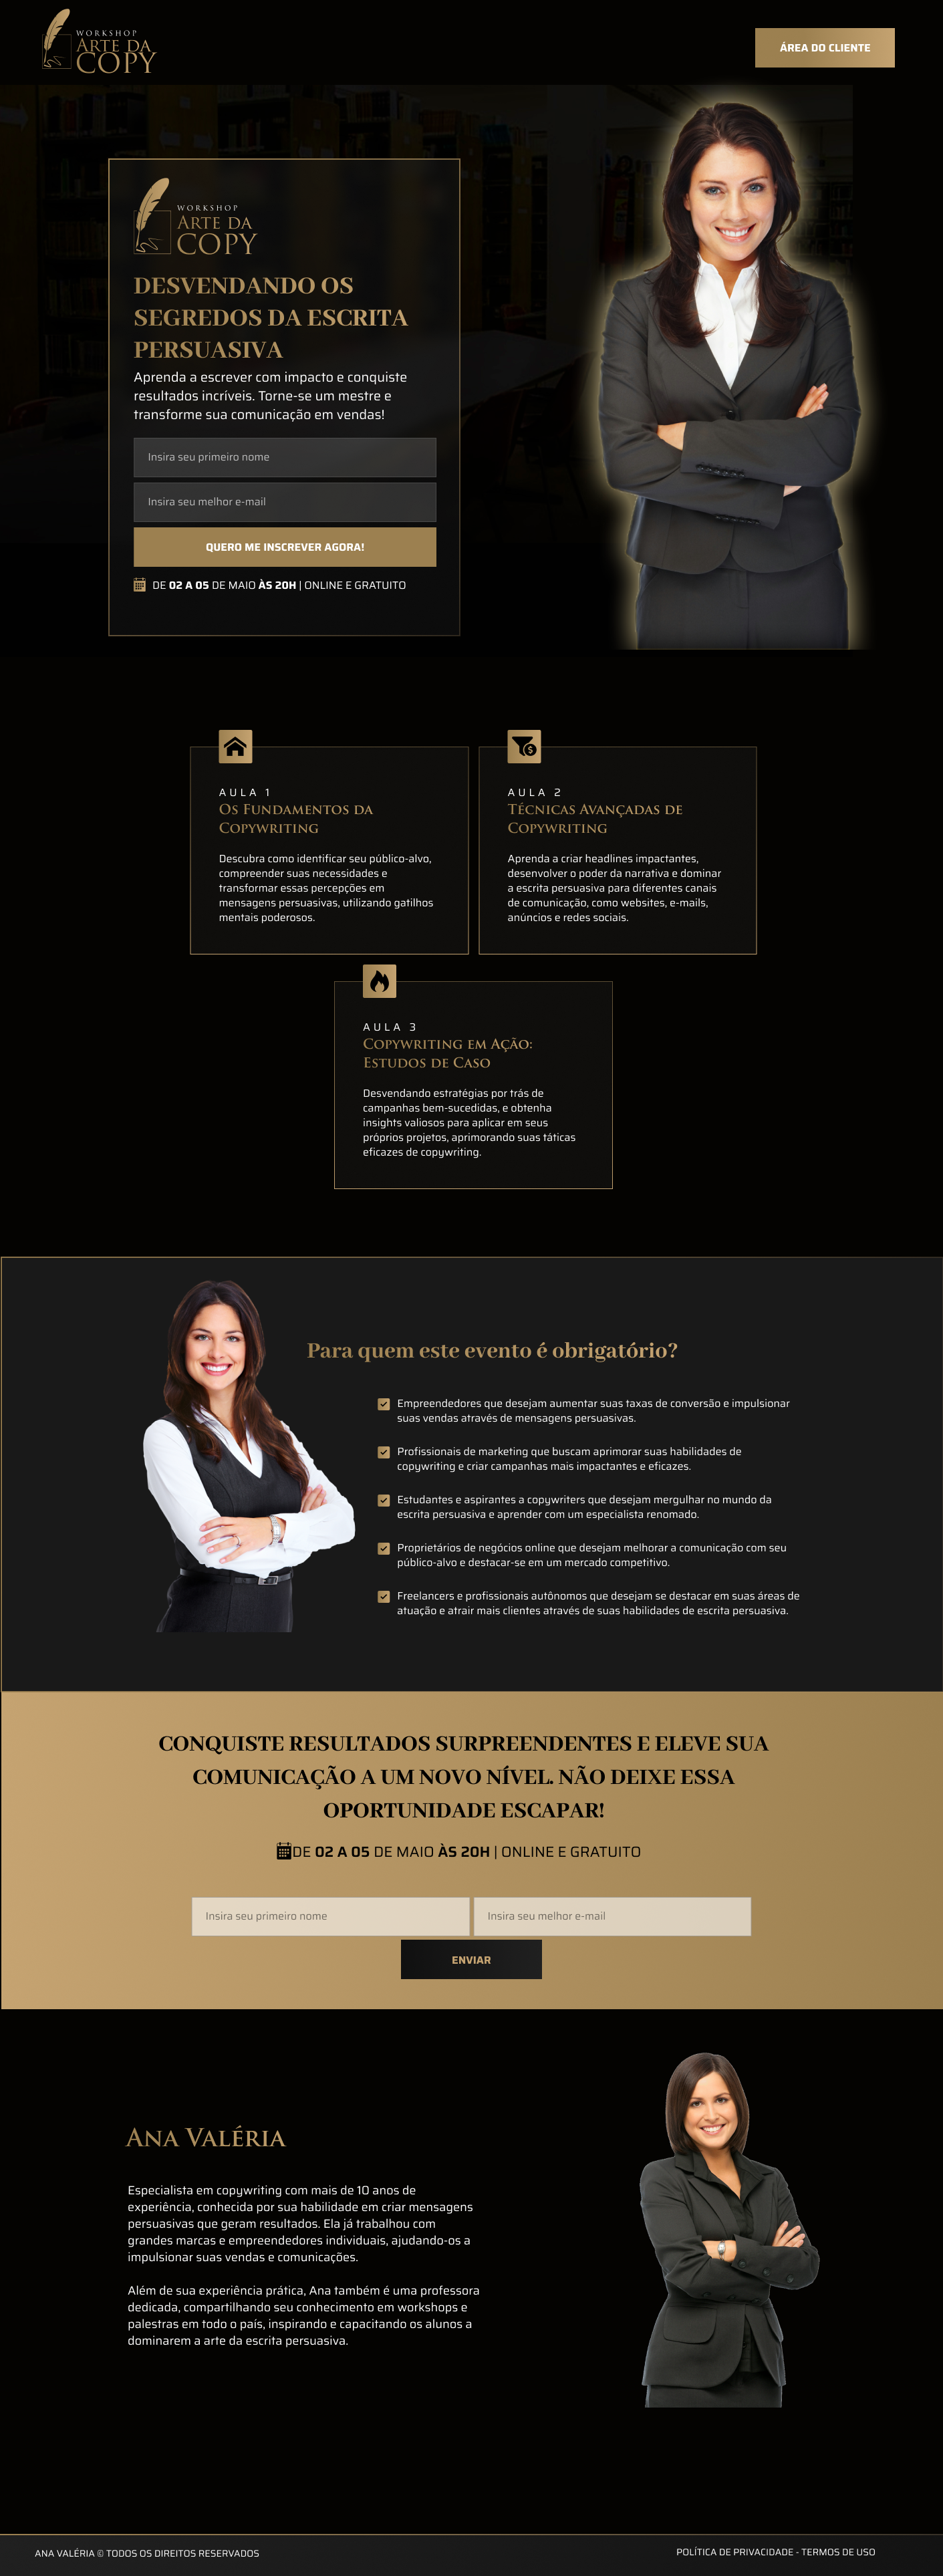 WORKSHOP
ARTE DA
COPY
ÁREA DO CLIENTE
WORKSHOP
ARTE DA
COPY
DESVENDANDO OS
SEGREDOS DA ESCRITA
PERSUASIVA
Aprenda a escrever com impacto e conquiste
resultados incríveis. Torne-se um mestre e
transforme sua comunicação em vendas!
Insira seu primeiro nome
Insira seu melhor e-mail
QUERO ME INSCREVER AGORA!
DE 02 A 05 DE MAIO ÀS 20H | ONLINE E GRATUITO
AULA 1
Os Fundamentos da
Copywriting
Descubra como identificar seu público-alvo,
compreender suas necessidades e
transformar essas percepções em
mensagens persuasivas, utilizando gatilhos
mentais poderosos.
AULA 2
Técnicas Avançadas de
Copywriting
Aprenda a criar headlines impactantes,
desenvolver o poder da narrativa e dominar
a escrita persuasiva para diferentes canais
de comunicação, como websites, e-mails,
anúncios e redes sociais.
AULA 3
Copywriting em Ação:
Estudos de Caso
Desvendando estratégias por trás de
campanhas bem-sucedidas, e obtenha
insights valiosos para aplicar em seus
próprios projetos, aprimorando suas táticas
eficazes de copywriting.
Para quem este evento é obrigatório?
Empreendedores que desejam aumentar suas taxas de conversão e impulsionar
suas vendas através de mensagens persuasivas.
Profissionais de marketing que buscam aprimorar suas habilidades de
copywriting e criar campanhas mais impactantes e eficazes.
Estudantes e aspirantes a copywriters que desejam mergulhar no mundo da
escrita persuasiva e aprender com um especialista renomado.
Proprietários de negócios online que desejam melhorar a comunicação com seu
público-alvo e destacar-se em um mercado competitivo.
Freelancers e profissionais autônomos que desejam se destacar em suas áreas de
atuação e atrair mais clientes através de suas habilidades de escrita persuasiva.
CONQUISTE RESULTADOS SURPREENDENTES E ELEVE SUA
COMUNICAÇÃO A UM NOVO NÍVEL. NÃO DEIXE ESSA
OPORTUNIDADE ESCAPAR!
DE 02 A 05 DE MAIO ÀS 20H | ONLINE E GRATUITO
Insira seu primeiro nome
Insira seu melhor e-mail
ENVIAR
Ana Valéria
Especialista em copywriting com mais de 10 anos de
experiência, conhecida por sua habilidade em criar mensagens
persuasivas que geram resultados. Ela já trabalhou com
grandes marcas e empreendedores individuais, ajudando-os a
impulsionar suas vendas e comunicações.
Além de sua experiência prática, Ana também é uma professora
dedicada, compartilhando seu conhecimento em workshops e
palestras em todo o país, inspirando e capacitando os alunos a
dominarem a arte da escrita persuasiva.
ANA VALÉRIA © TODOS OS DIREITOS RESERVADOS
POLÍTICA DE PRIVACIDADE - TERMOS DE USO